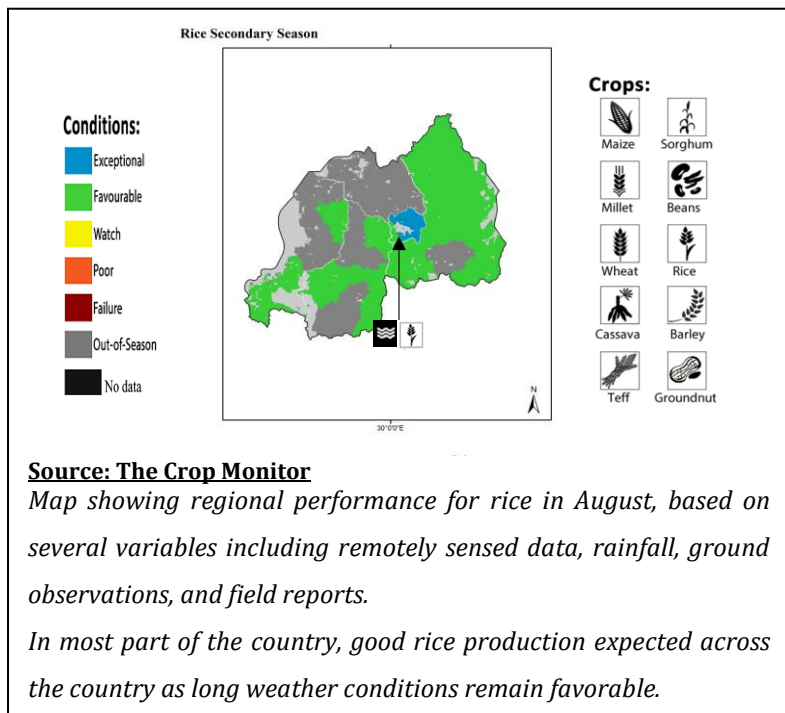 Rice Secondary Season
Conditions:
Exceptional
Favourable
Watch
Poor
Failure
Out-of-Season
No data
N
30°0'0"E
Crops:
Maize Sorghum
Millet Beans
Wheat Rice
Cassava Barley
Teff Groundnut
Source: The Crop Monitor
Map showing regional performance for rice in August, based on
several variables including remotely sensed data, rainfall, ground
observations, and field reports.
In most part of the country, good rice production expected across
the country as long weather conditions remain favorable.